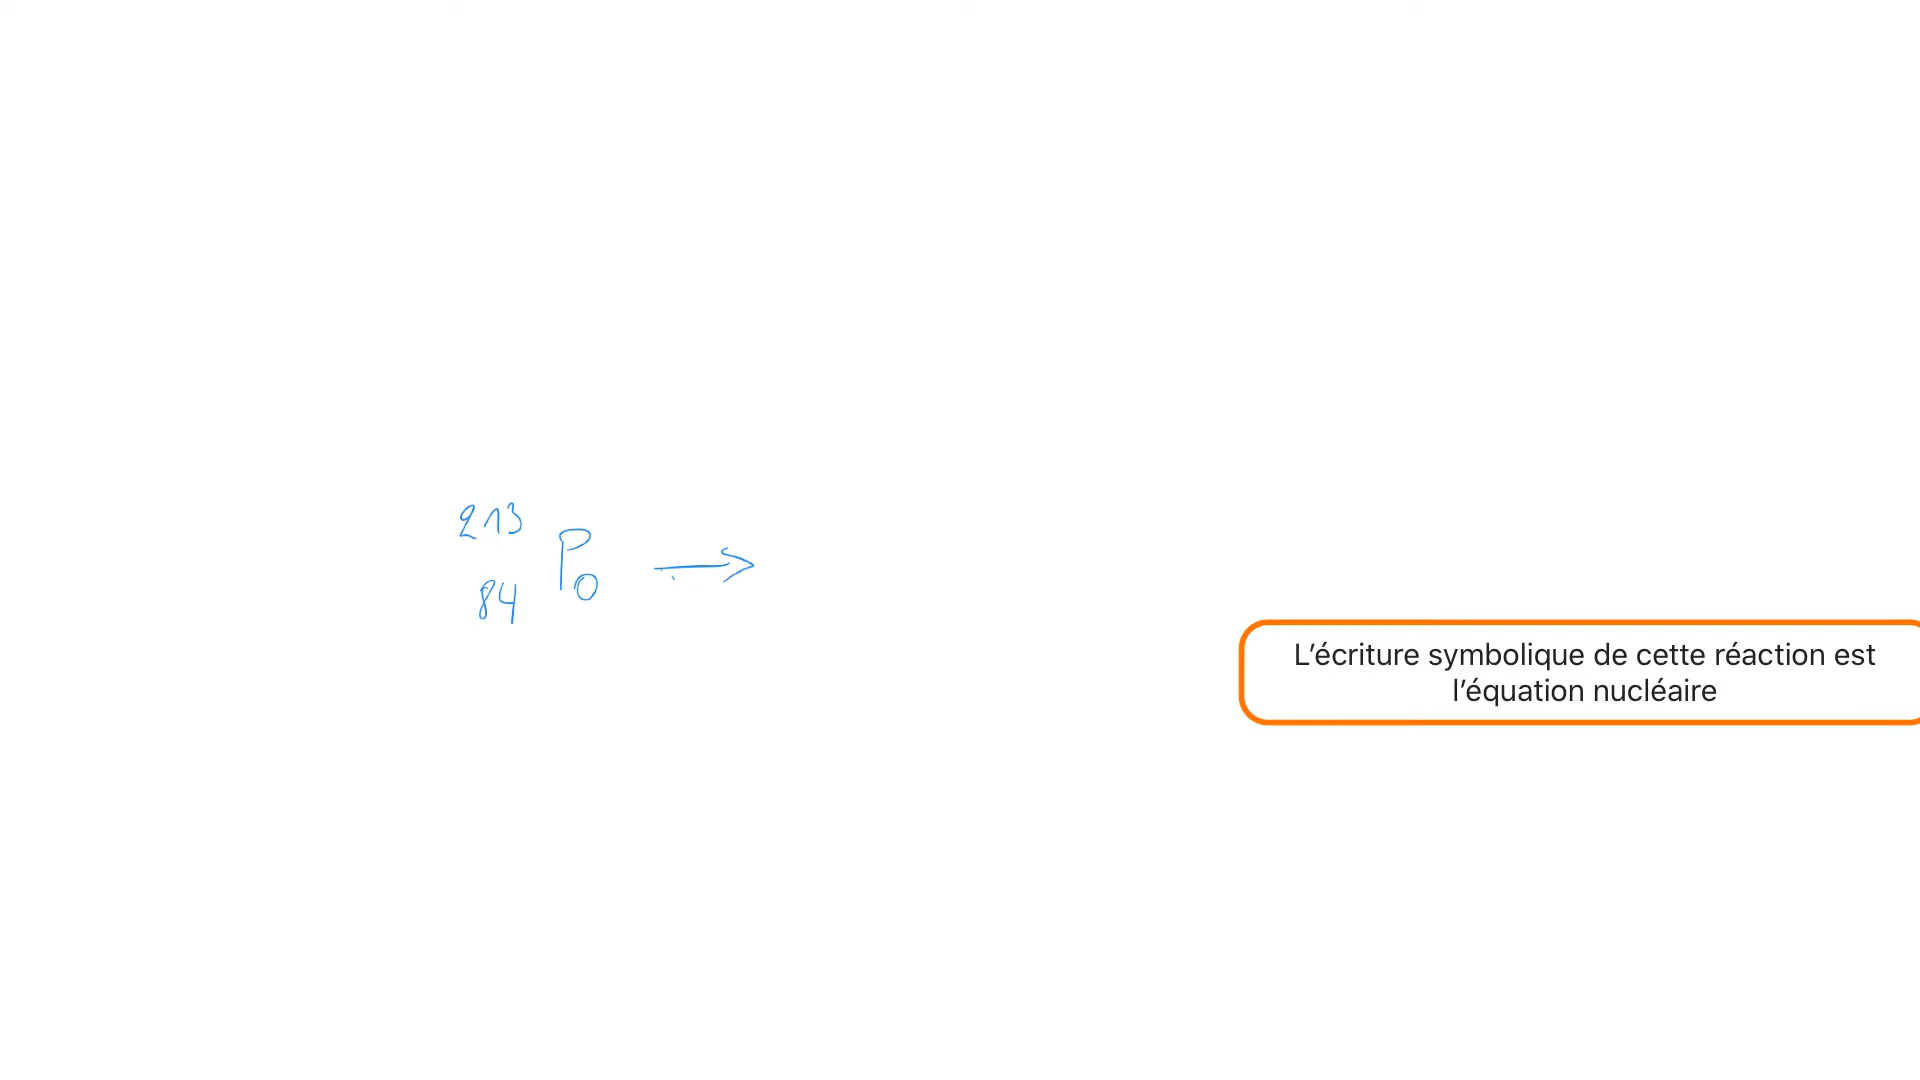 213
84 Po →
L’écriture symbolique de cette réaction est
l’équation nucléaire